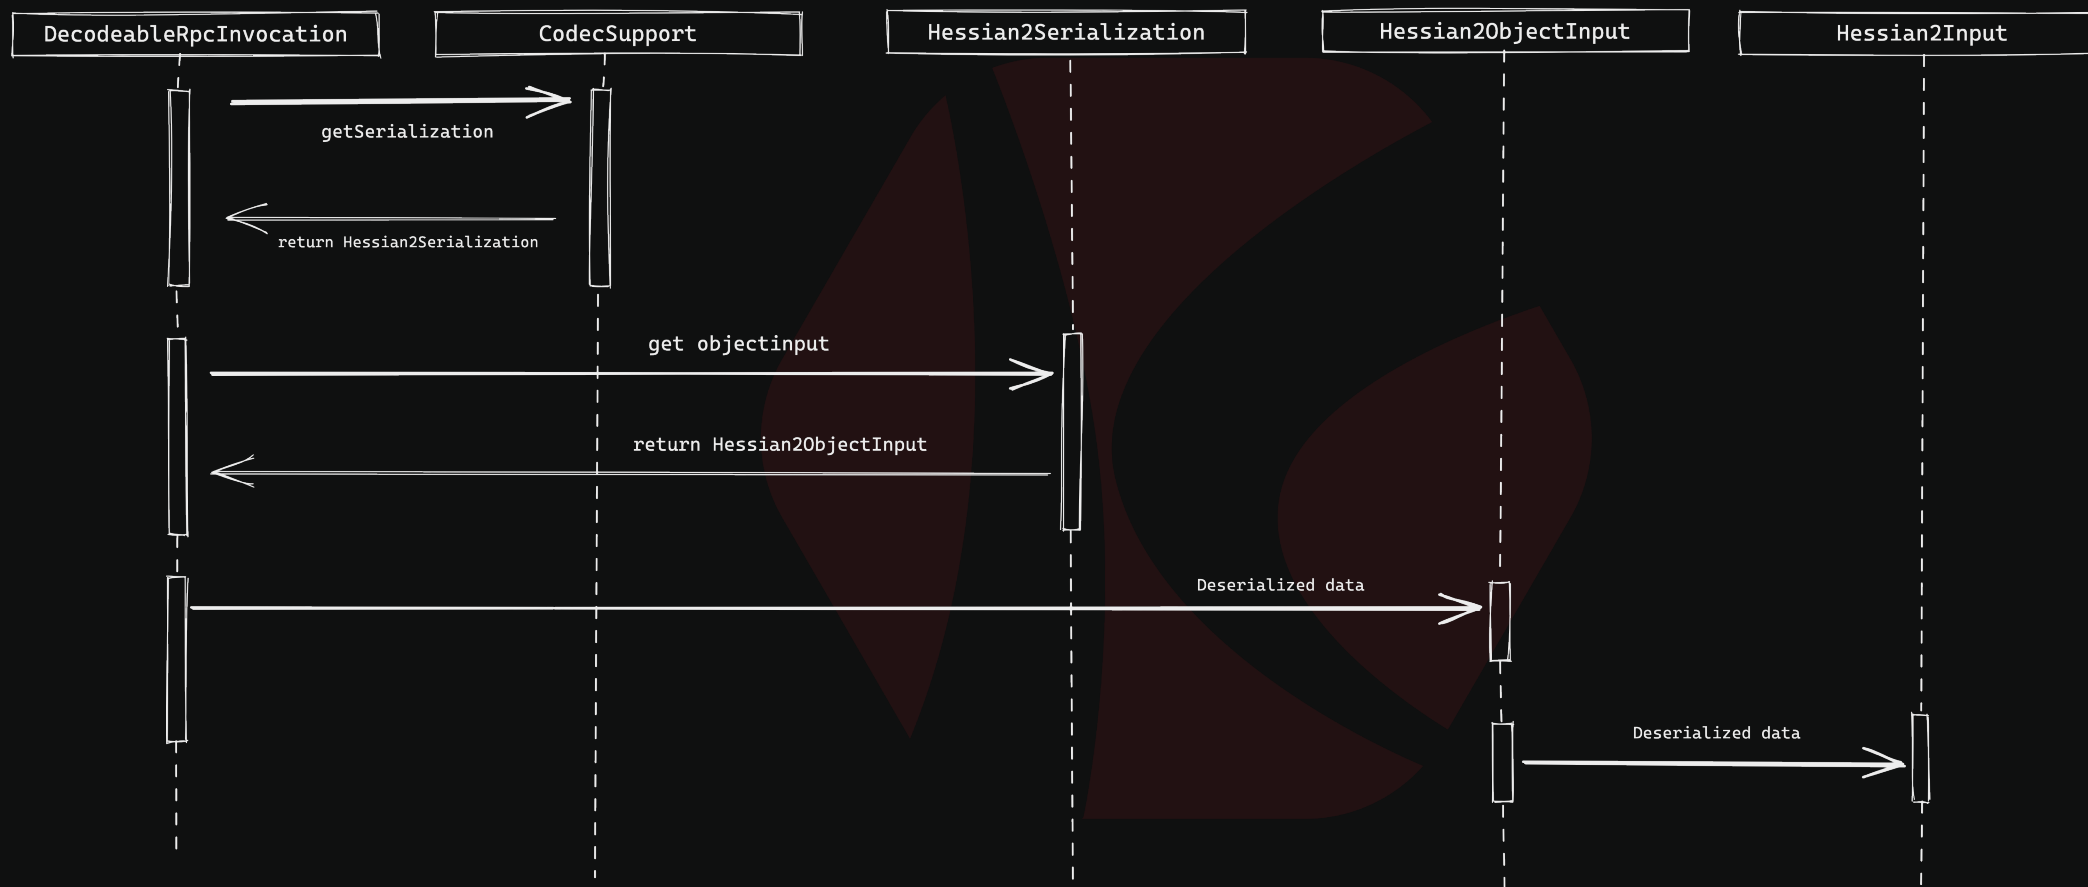 DecodeableRpcInvocation
CodecSupport
Hessian2Serialization
Hessian2ObjectInput
Hessian2Input
getSerialization
return Hessian2Serialization
get objectinput
return Hessian2ObjectInput
Deserialized data
Deserialized data